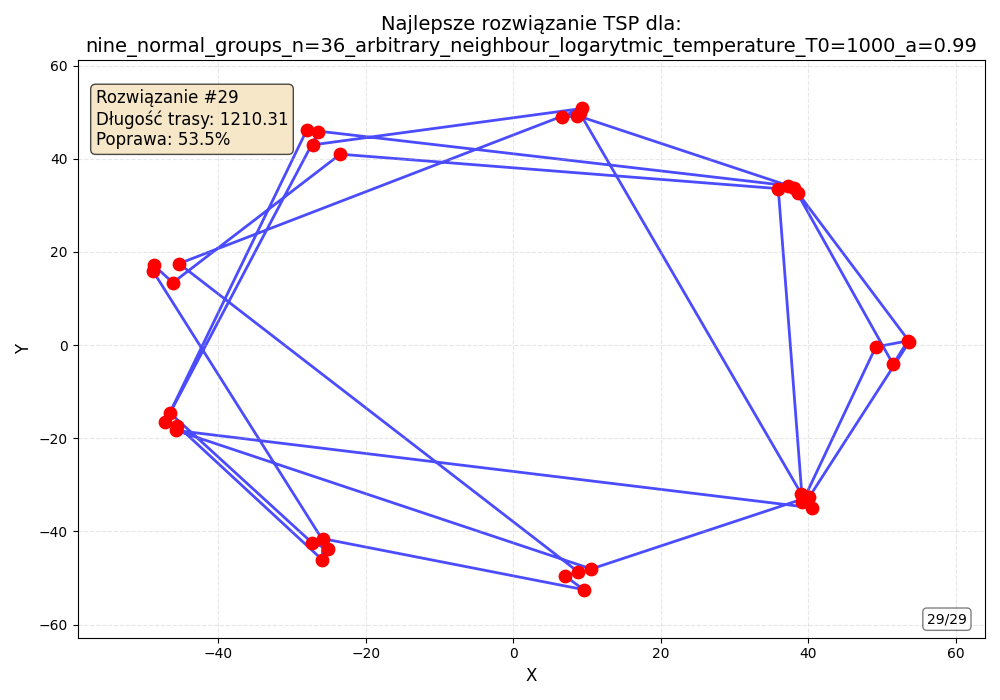 Najlepsze rozwiązanie TSP dla:
nine_normal_groups_n=36_arbitrary_neighbour_logarytmic_temperature_T0=1000_a=0.99
Rozwiązanie #29
Długość trasy: 1210.31
Poprawa: 53.5%
60
40
20
0
−20
−40
−60
Y
29/29
−40
−20
0
20
40
60
X